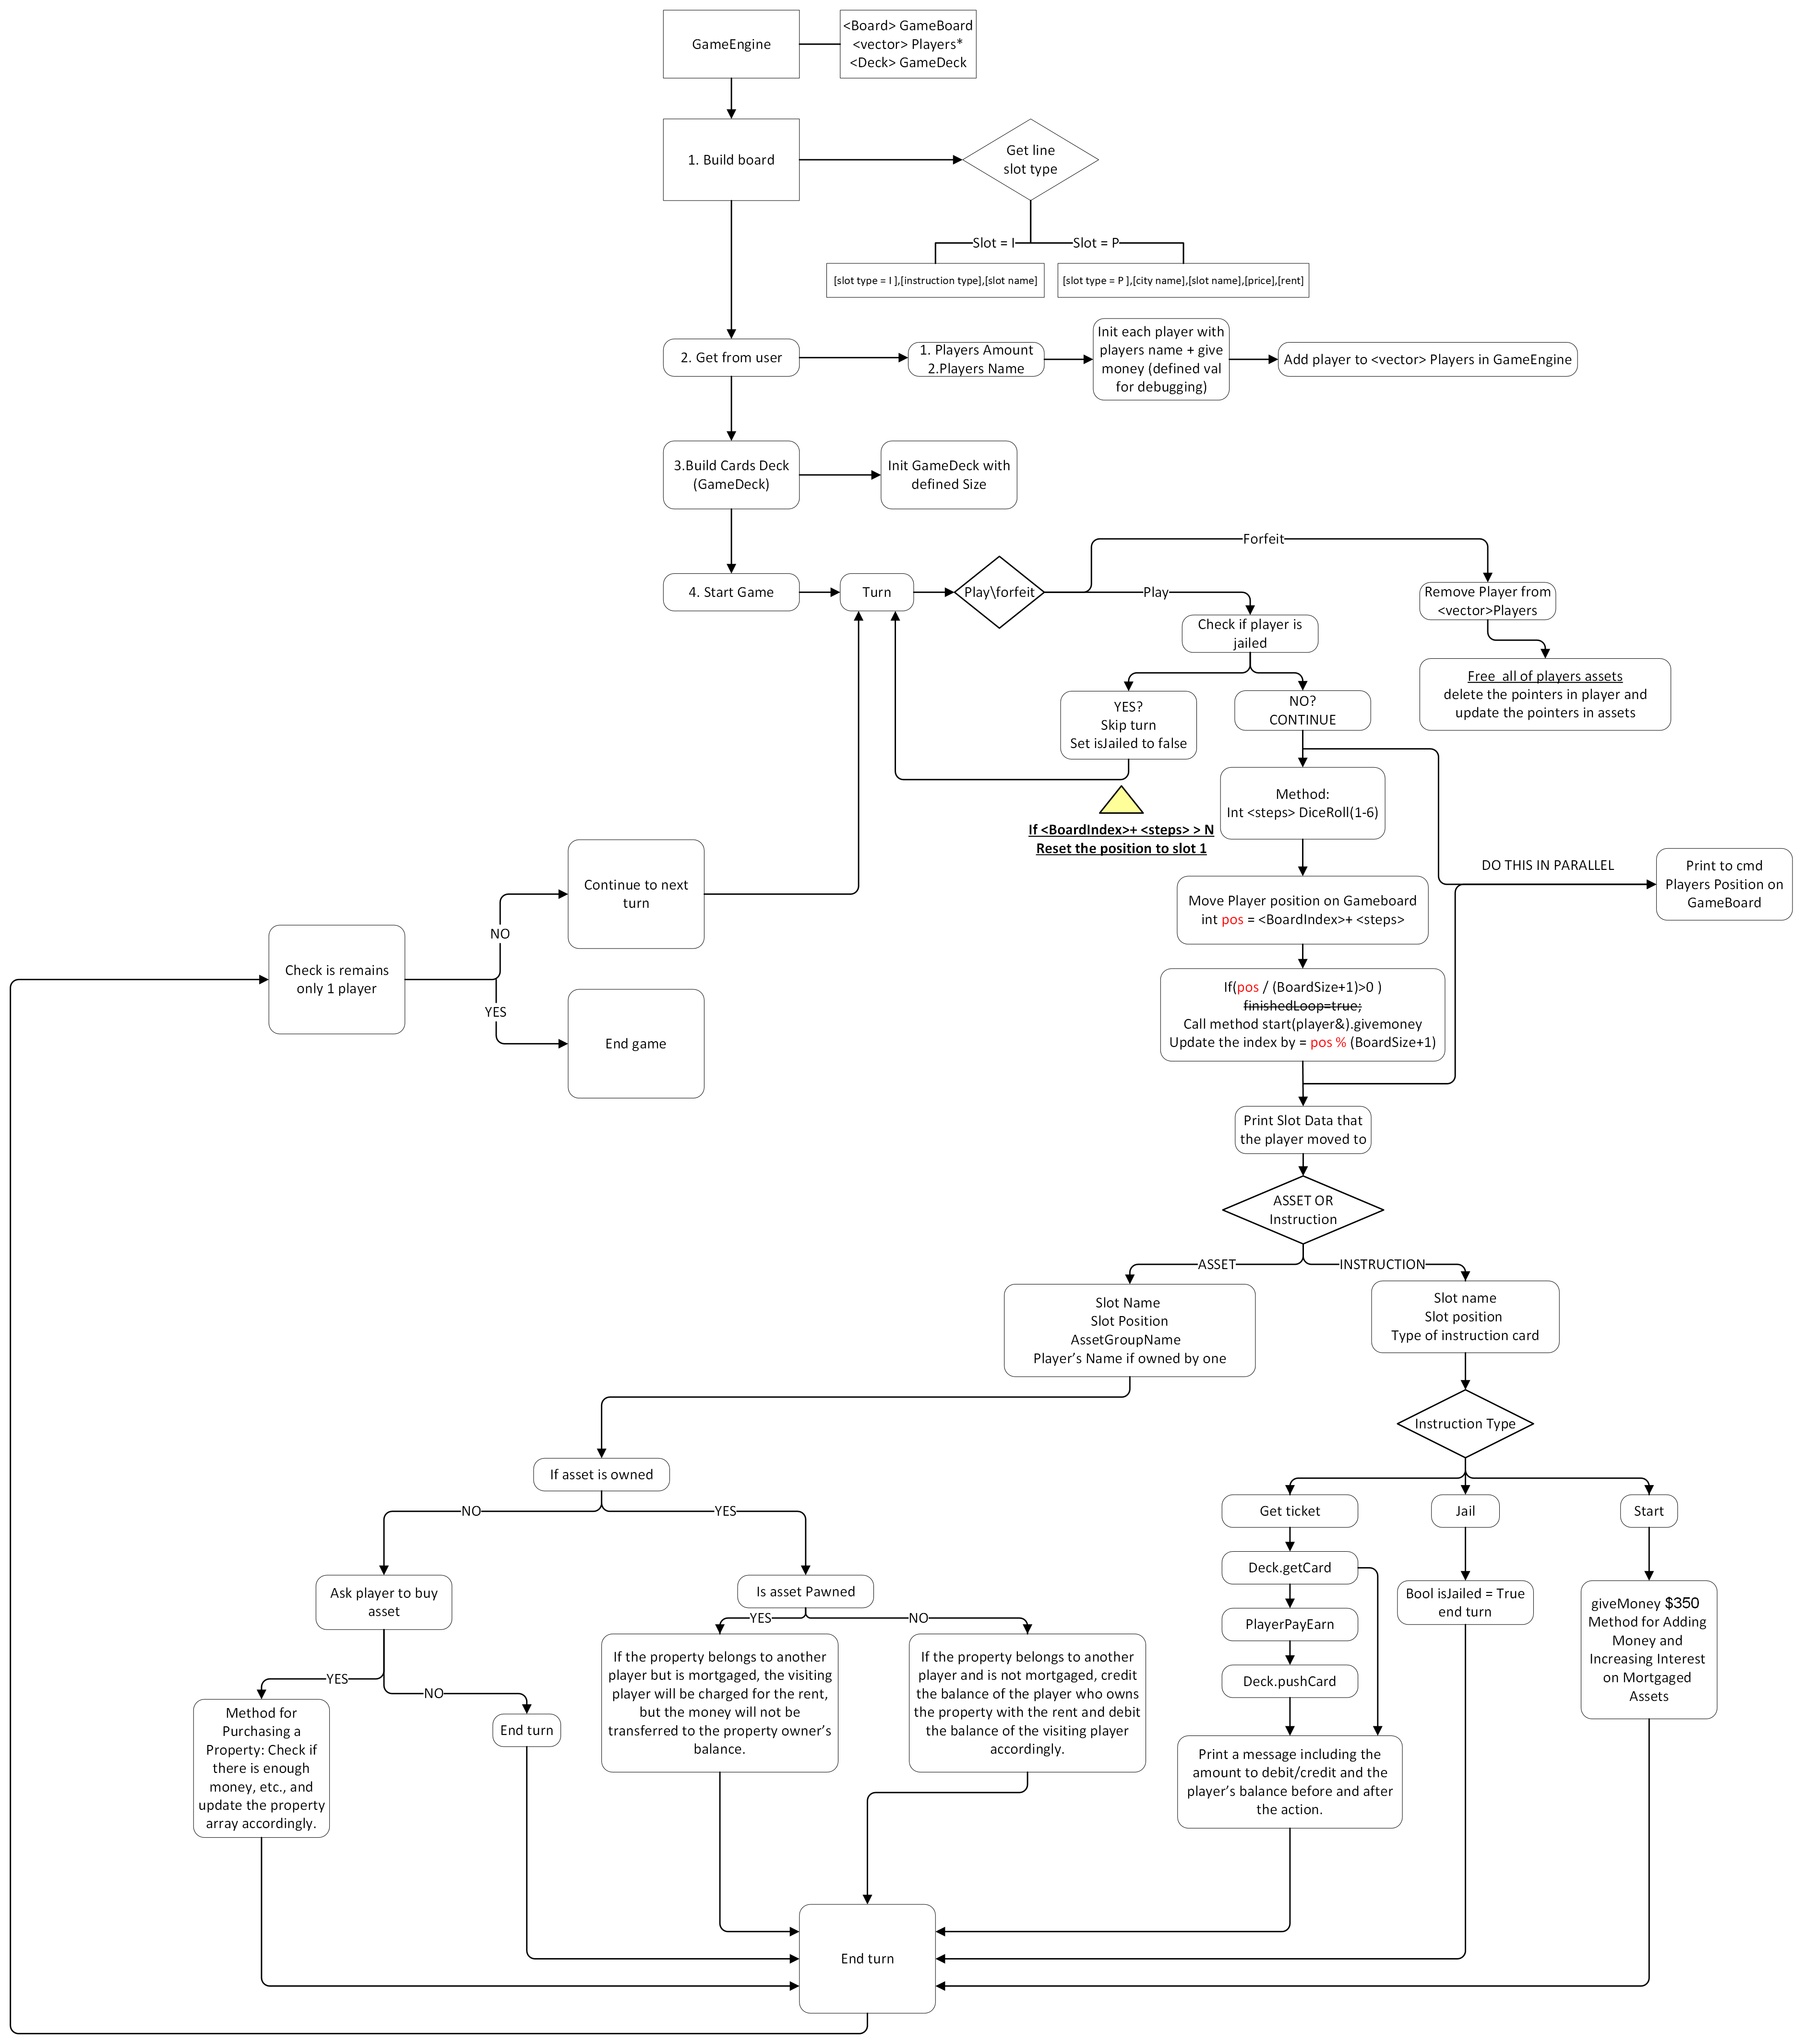 GameEngine
<Board> GameBoard
<vector> Players*
<Deck> GameDeck
1. Build board
Get line
slot type
Slot = I
Slot = P
[slot type = I ],[instruction type],[slot name]
[slot type = P ],[city name],[slot name],[price],[rent]
2. Get from user
1. Players Amount
2.Players Name
Init each player with
players name + give
money (defined val
for debugging)
Add player to <vector> Players in GameEngine
3.Build Cards Deck
(GameDeck)
Init GameDeck with
defined Size
4. Start Game
Turn
Play\forfeit
Forfeit
Play
Remove Player from
<vector>Players
Free  all of players assets
delete the pointers in player and
update the pointers in assets
Check if player is
jailed
YES?
Skip turn
Set isJailed to false
NO?
CONTINUE
If <BoardIndex>+ <steps> > N
Reset the position to slot 1
Method:
Int <steps> DiceRoll(1-6)
DO THIS IN PARALLEL
Print to cmd
Players Position on
GameBoard
Move Player position on Gameboard
int pos = <BoardIndex>+ <steps>
If(pos / (BoardSize+1)>0 )
finishedLoop=true;
Call method start(player&).givemoney
Update the index by = pos % (BoardSize+1)
Continue to next
turn
NO
Check is remains
only 1 player
YES
End game
Print Slot Data that
the player moved to
ASSET OR
Instruction
ASSET
INSTRUCTION
Slot Name
Slot Position
AssetGroupName
Player’s Name if owned by one
Slot name
Slot position
Type of instruction card
Instruction Type
If asset is owned
NO
YES
Get ticket
Jail
Start
Ask player to buy
asset
Is asset Pawned
Deck.getCard
PlayerPayEarn
Deck.pushCard
Bool isJailed = True
end turn
giveMoney $350
Method for Adding
Money and
Increasing Interest
on Mortgaged
Assets
YES
NO
If the property belongs to another
player but is mortgaged, the visiting
player will be charged for the rent,
but the money will not be
transferred to the property owner’s
balance.
If the property belongs to another
player and is not mortgaged, credit
the balance of the player who owns
the property with the rent and debit
the balance of the visiting player
accordingly.
YES
NO
Method for
Purchasing a
Property: Check if
there is enough
money, etc., and
update the property
array accordingly.
End turn
Print a message including the
amount to debit/credit and the
player’s balance before and after
the action.
End turn